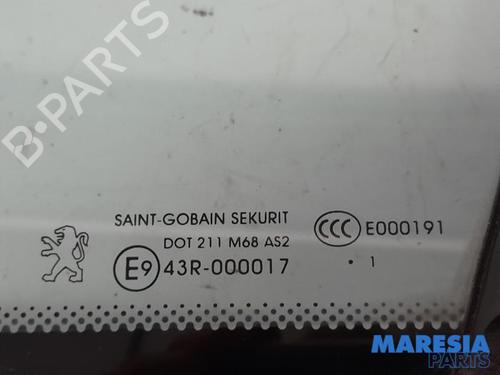 B-PARTS
SAINT-GOBAIN SEKURIT
DOT 211 M68 AS2
E9 43R-000017
CCC E000191
• 1
MARESIA
PARTS